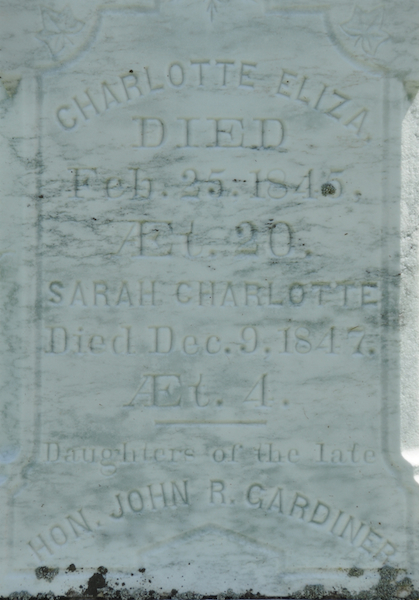 CHARLOTTE ELIZA
DIED
Feb. 25. 1845.
Æt. 20.
SARAH CHARLOTTE
Died Dec. 9. 1847.
Æt. 4.
Daughters of the late
HON. JOHN R. GARDINER